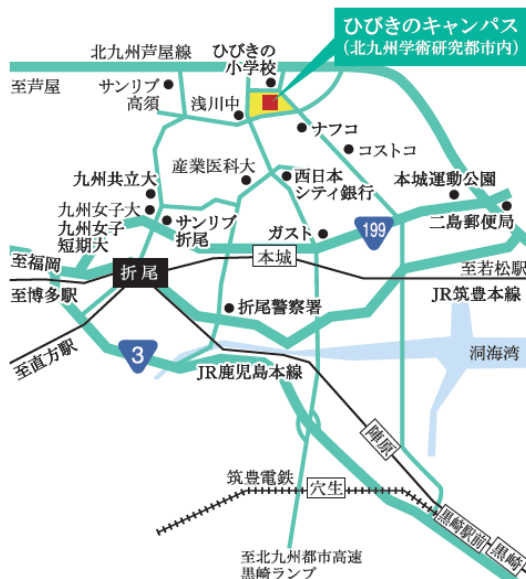 ひびきのキャンパス
（北九州学術研究都市内）
北九州芦屋線
ひびきの
小学校
至芦屋
サンリブ
高須
浅川中
ナフコ
コストコ
産業医科大
西日本
シティ銀行
九州共立大
本城運動公園
九州女子大
九州女子
短期大
サンリブ
折尾
ガスト
199
二島郵便局
至福岡
本城
至若松駅
折尾
至博多駅
折尾警察署
JR筑豊本線
3
洞海湾
至直方駅
JR鹿児島本線
陣原
筑豊電鉄
穴生
黒崎駅前
黒崎
至北九州都市高速
黒崎ランプ